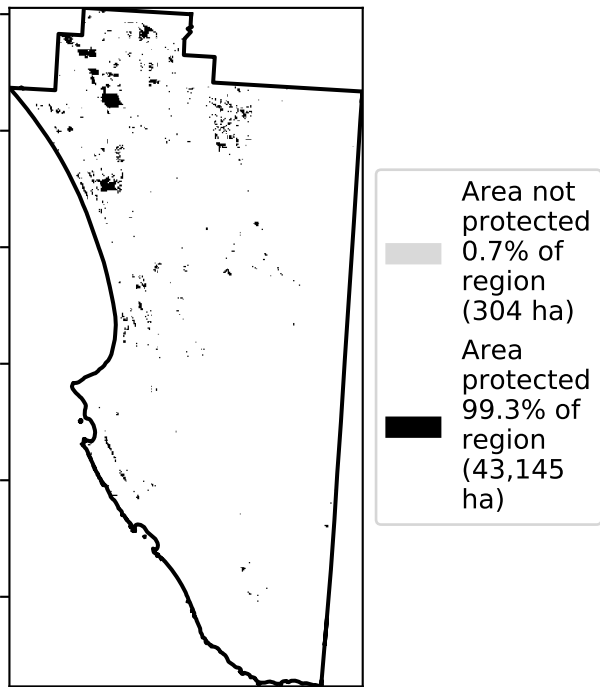 Area not
protected
0.7% of
region
(304 ha)
Area
protected
99.3% of
region
(43,145
ha)